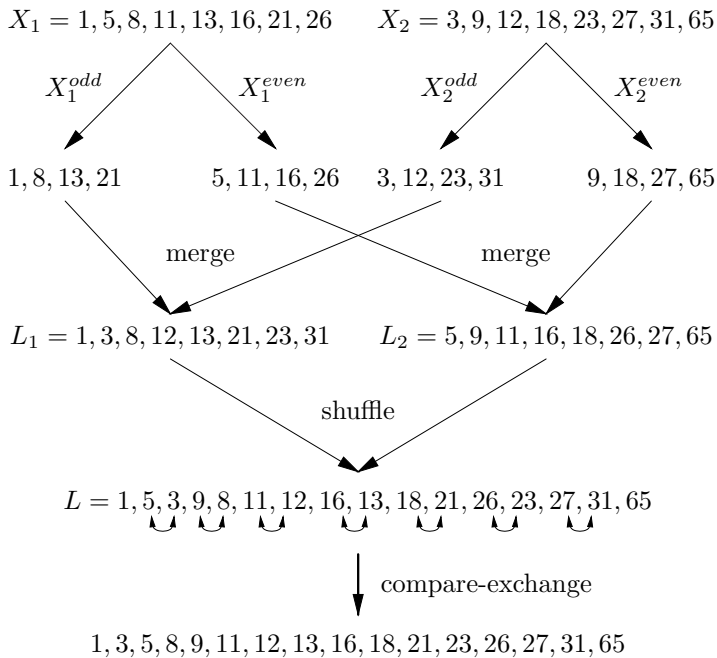 X_1 = 1, 5, 8, 11, 13, 16, 21, 26    X_2 = 3, 9, 12, 18, 23, 27, 31, 65
X_1^{odd}    X_1^{even}    X_2^{odd}    X_2^{even}
1, 8, 13, 21    5, 11, 16, 26    3, 12, 23, 31    9, 18, 27, 65
merge    merge
L_1 = 1, 3, 8, 12, 13, 21, 23, 31    L_2 = 5, 9, 11, 16, 18, 26, 27, 65
shuffle
L = 1, 5, 3, 9, 8, 11, 12, 16, 13, 18, 21, 26, 23, 27, 31, 65
compare-exchange
1, 3, 5, 8, 9, 11, 12, 13, 16, 18, 21, 23, 26, 27, 31, 65